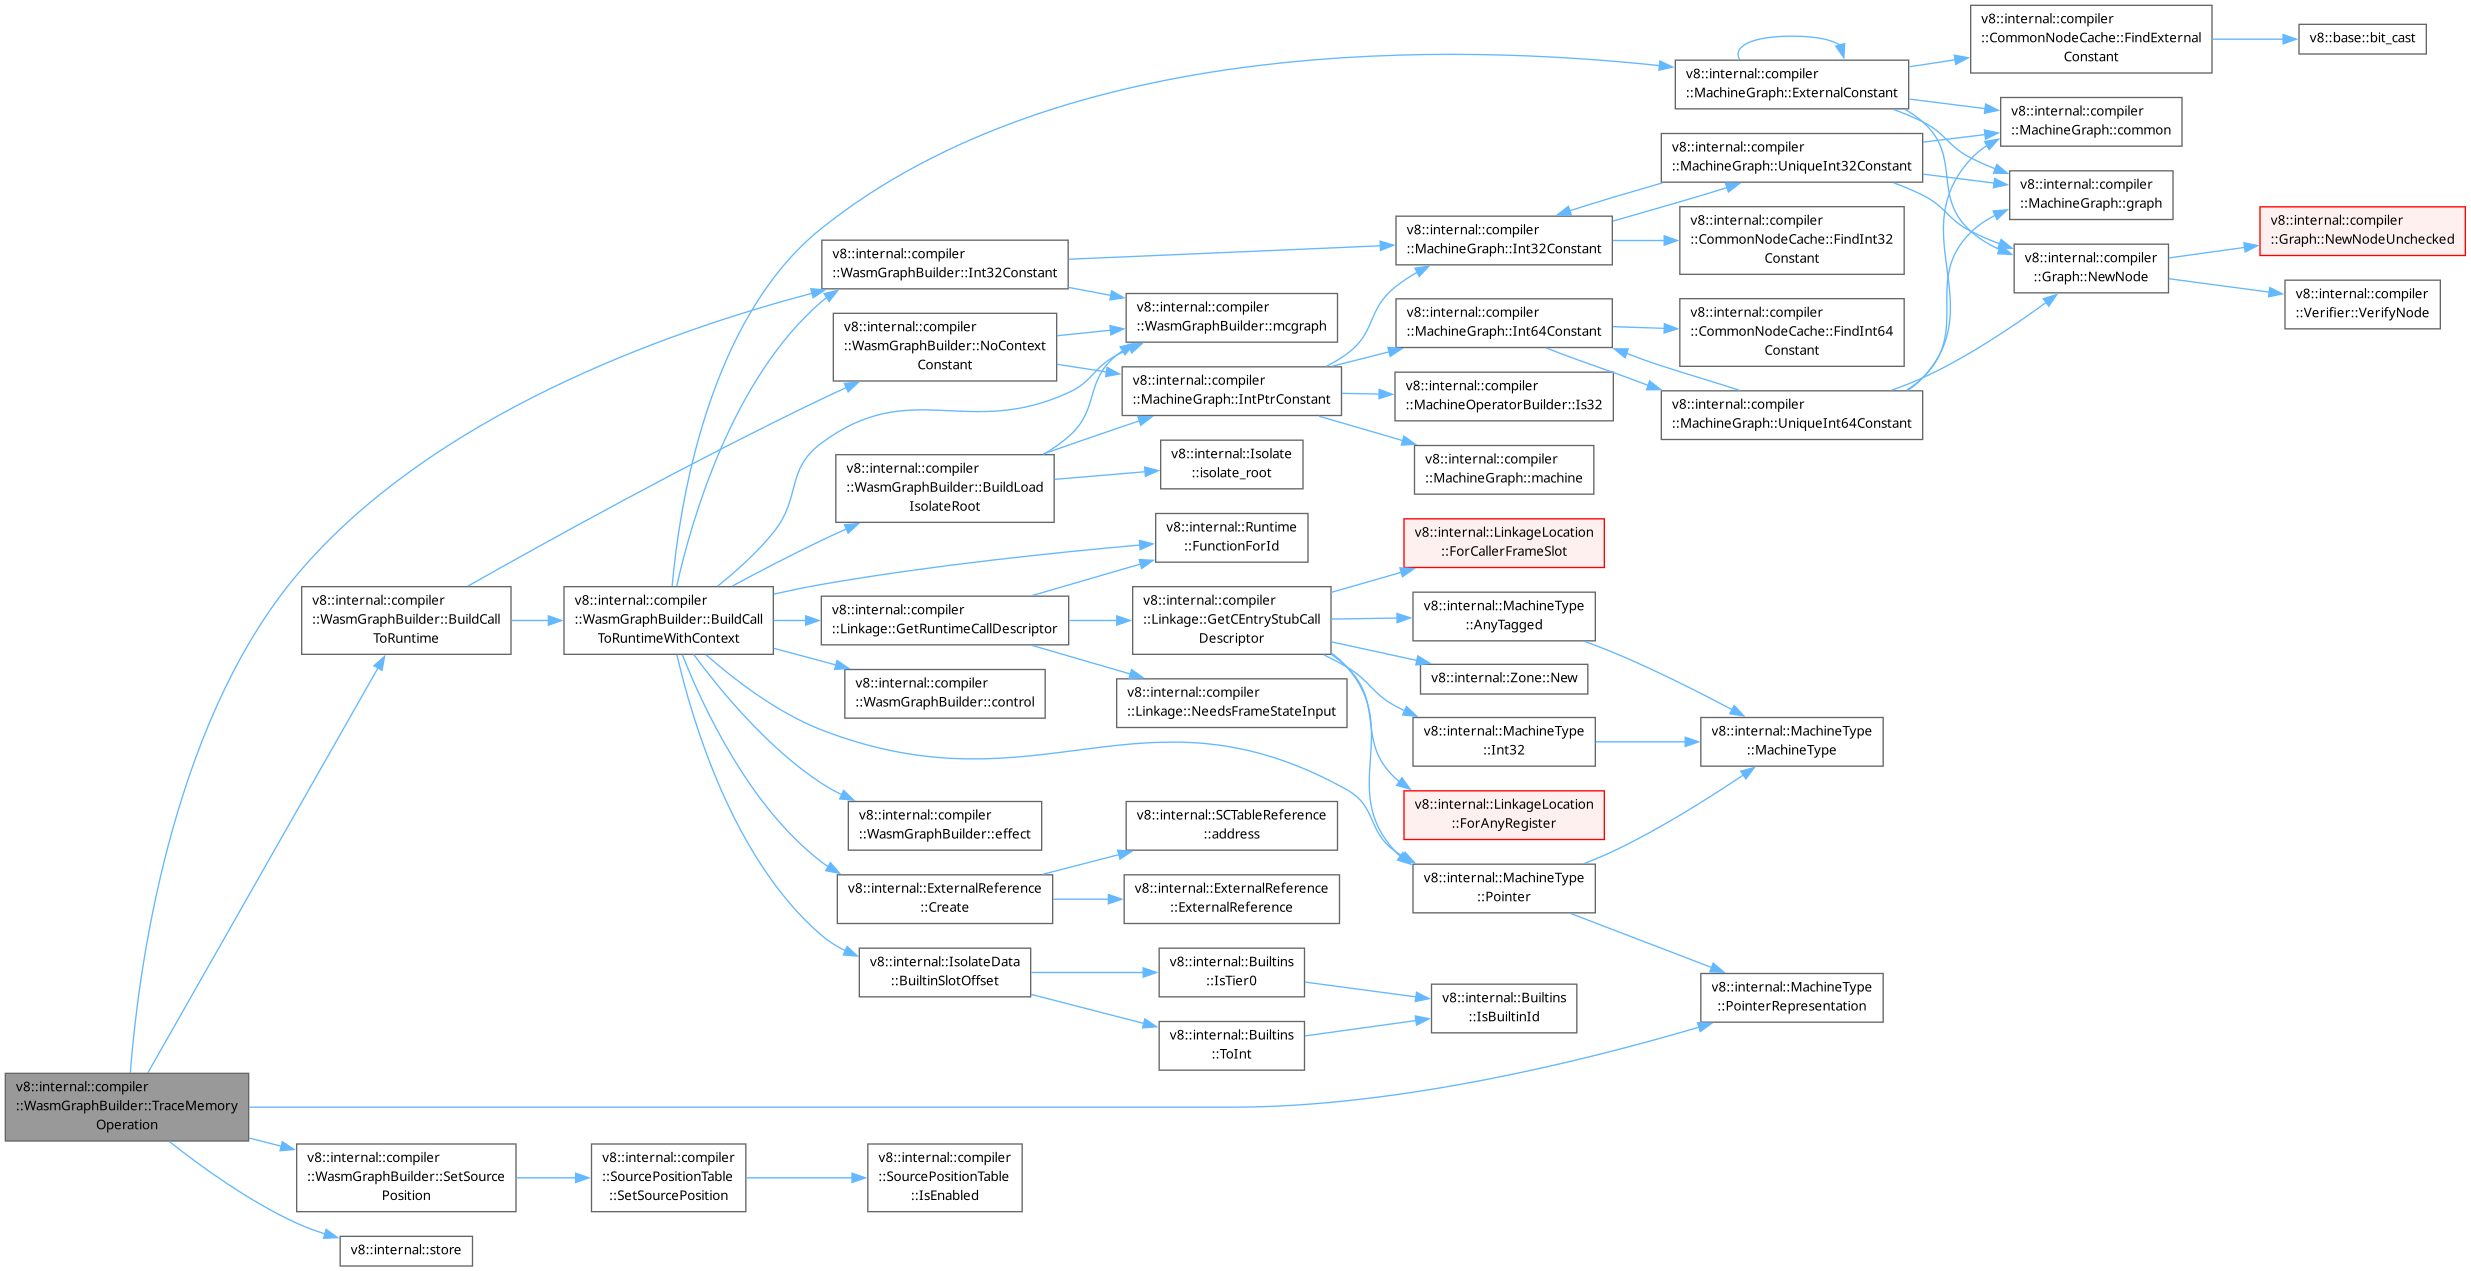 v8::internal::compiler
::WasmGraphBuilder::TraceMemory
Operation
v8::internal::compiler
::WasmGraphBuilder::BuildCall
ToRuntime
v8::internal::compiler
::WasmGraphBuilder::SetSource
Position
v8::internal::store
v8::internal::compiler
::WasmGraphBuilder::BuildCall
ToRuntimeWithContext
v8::internal::compiler
::SourcePositionTable
::SetSourcePosition
v8::internal::compiler
::WasmGraphBuilder::Int32Constant
v8::internal::compiler
::WasmGraphBuilder::NoContext
Constant
v8::internal::compiler
::WasmGraphBuilder::BuildLoad
IsolateRoot
v8::internal::compiler
::Linkage::GetRuntimeCallDescriptor
v8::internal::compiler
::WasmGraphBuilder::control
v8::internal::compiler
::WasmGraphBuilder::effect
v8::internal::ExternalReference
::Create
v8::internal::IsolateData
::BuiltinSlotOffset
v8::internal::compiler
::SourcePositionTable
::IsEnabled
v8::internal::compiler
::WasmGraphBuilder::mcgraph
v8::internal::compiler
::MachineGraph::IntPtrConstant
v8::internal::Isolate
::isolate_root
v8::internal::Runtime
::FunctionForId
v8::internal::compiler
::Linkage::GetCEntryStubCall
Descriptor
v8::internal::compiler
::Linkage::NeedsFrameStateInput
v8::internal::SCTableReference
::address
v8::internal::ExternalReference
::ExternalReference
v8::internal::Builtins
::IsTier0
v8::internal::Builtins
::ToInt
v8::internal::compiler
::MachineGraph::Int32Constant
v8::internal::compiler
::MachineGraph::Int64Constant
v8::internal::compiler
::MachineOperatorBuilder::Is32
v8::internal::compiler
::MachineGraph::machine
v8::internal::LinkageLocation
::ForCallerFrameSlot
v8::internal::MachineType
::AnyTagged
v8::internal::Zone::New
v8::internal::MachineType
::Int32
v8::internal::LinkageLocation
::ForAnyRegister
v8::internal::MachineType
::Pointer
v8::internal::Builtins
::IsBuiltinId
v8::internal::compiler
::MachineGraph::ExternalConstant
v8::internal::compiler
::MachineGraph::UniqueInt32Constant
v8::internal::compiler
::CommonNodeCache::FindInt32
Constant
v8::internal::compiler
::CommonNodeCache::FindInt64
Constant
v8::internal::compiler
::MachineGraph::UniqueInt64Constant
v8::internal::MachineType
::MachineType
v8::internal::MachineType
::PointerRepresentation
v8::internal::compiler
::CommonNodeCache::FindExternal
Constant
v8::internal::compiler
::MachineGraph::common
v8::internal::compiler
::MachineGraph::graph
v8::internal::compiler
::Graph::NewNode
v8::base::bit_cast
v8::internal::compiler
::Graph::NewNodeUnchecked
v8::internal::compiler
::Verifier::VerifyNode